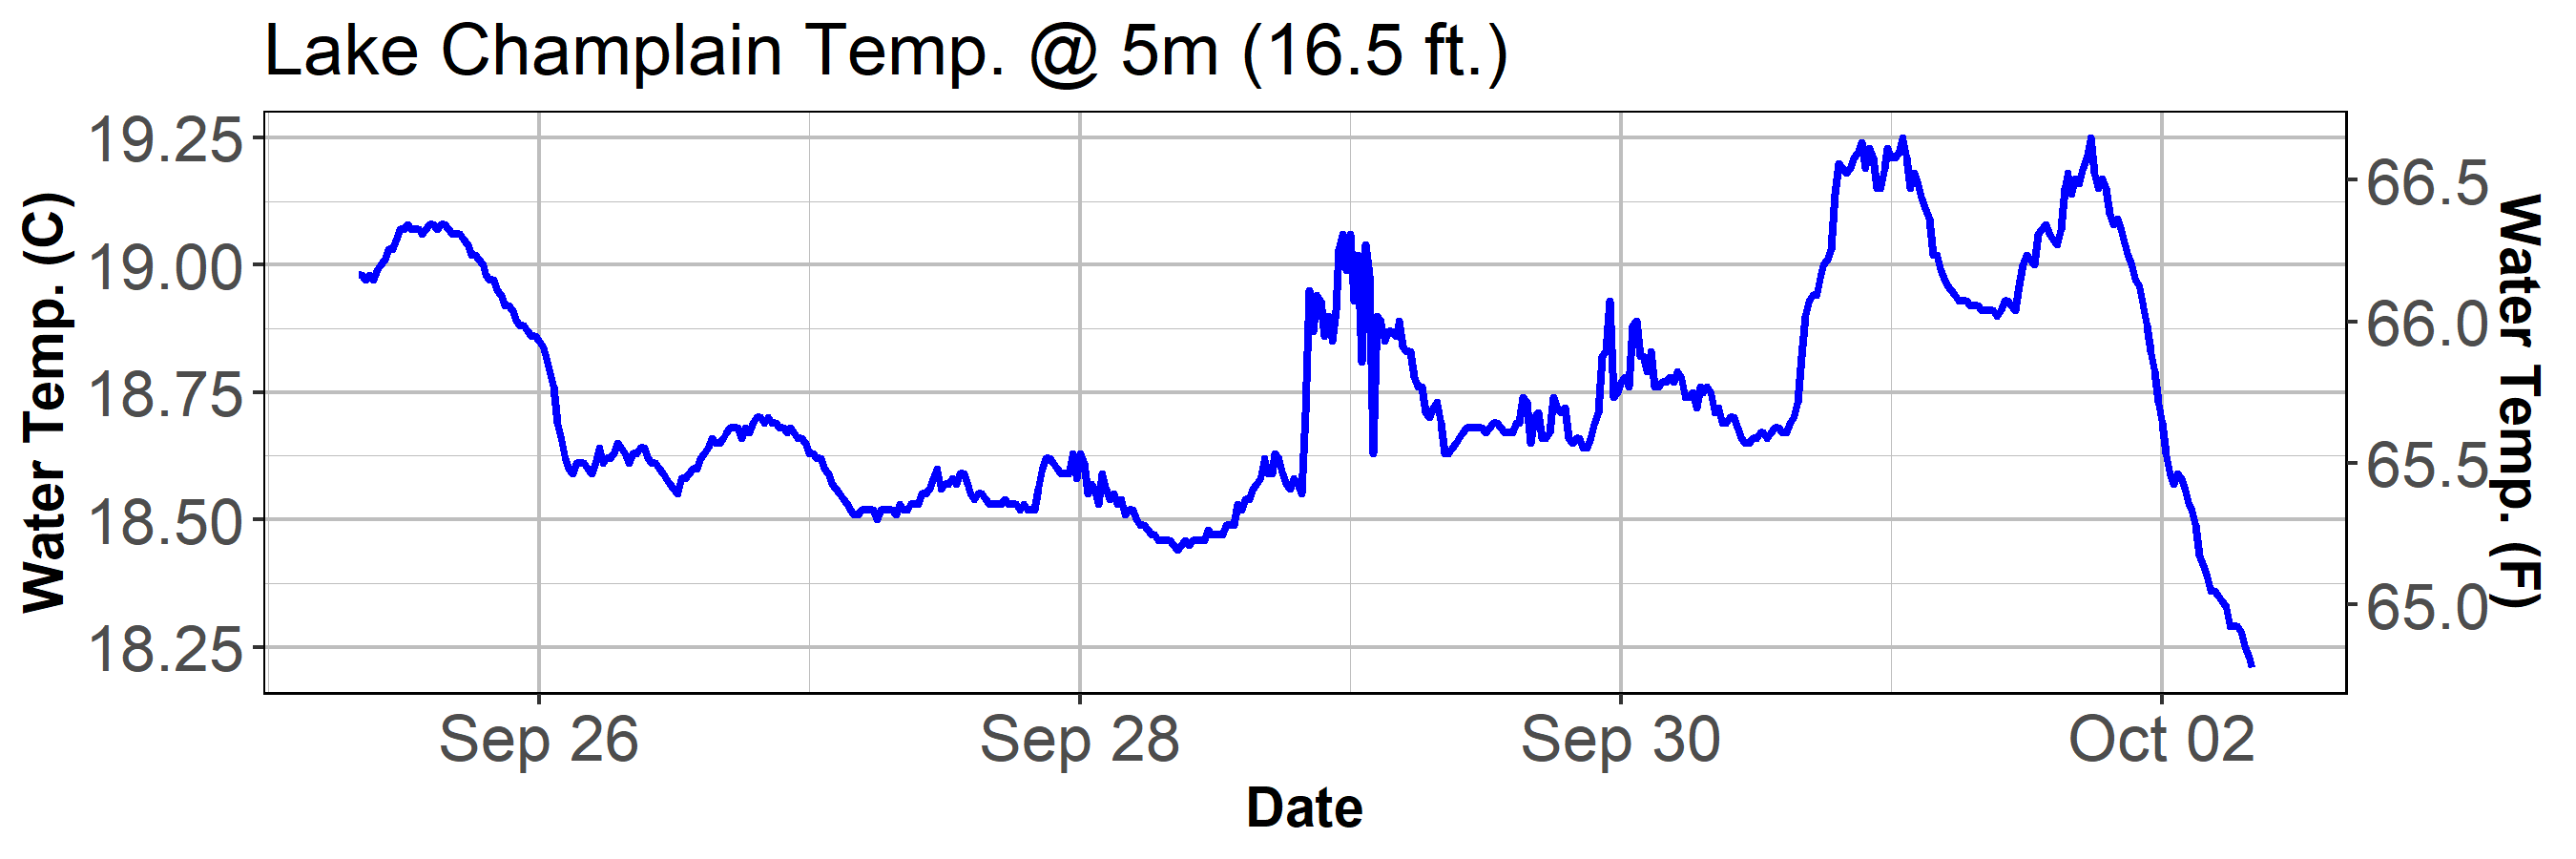 Lake Champlain Temp. @ 5m (16.5 ft.)
Water Temp. (C)
19.25
19.00
18.75
18.50
18.25
66.5
66.0
65.5
65.0
Water Temp. (F)
Sep 26
Sep 28
Sep 30
Oct 02
Date